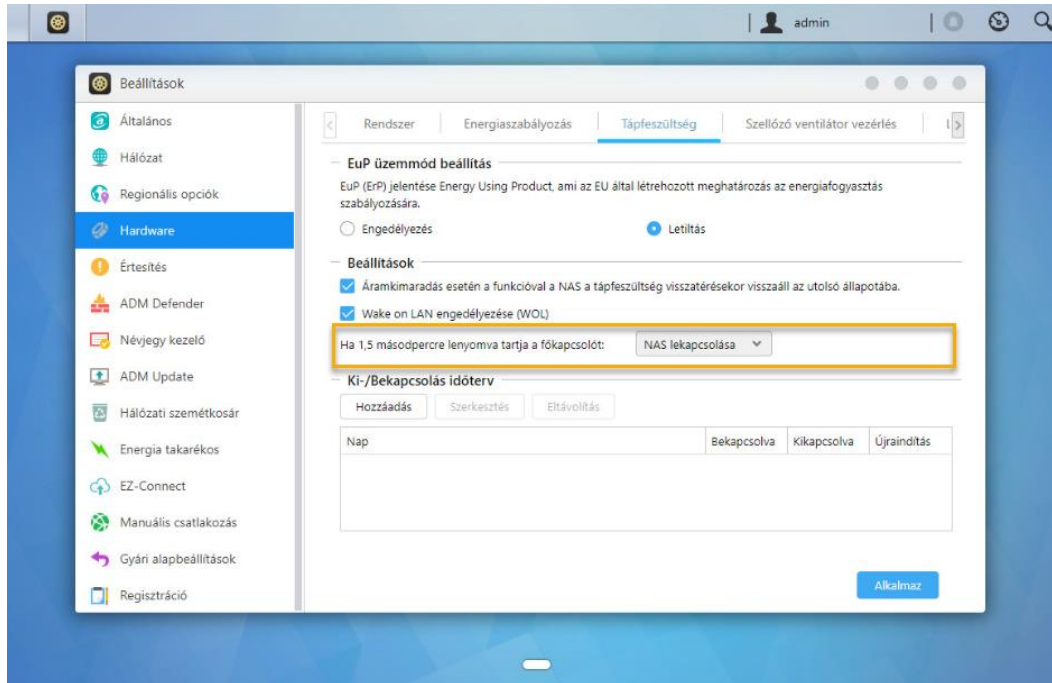 admin
Beállítások
Általános
Hálózat
Regionális opciók
Hardware
Értesítés
ADM Defender
Névjegy kezelő
ADM Update
Hálózati szemétkosár
Energia takarékos
EZ-Connect
Manuális csatlakozás
Gyári alapbeállítások
Regisztráció
Rendszer Energiaszabályozás Tápfeszültség Szellőző ventilátor vezérlés
EuP üzemmód beállítás
EuP (ErP) jelentése Energy Using Product, ami az EU által létrehozott meghatározás az energiafogyasztás
szabályozására.
Engedélyezés Letiltás
Beállítások
Áramkimaradás esetén a funkcióval a NAS a tápfeszültség visszatérésekor visszaáll az utolsó állapotába.
Wake on LAN engedélyezése (WOL)
Ha 1,5 másodpercre lenyomva tartja a főkapcsolót: NAS lekapcsolása
Ki-/Bekapcsolás időterv
Hozzáadás Szerkesztés Eltávolítás
Nap Bekapcsolva Kikapcsolva Újraindítás
Alkalmaz